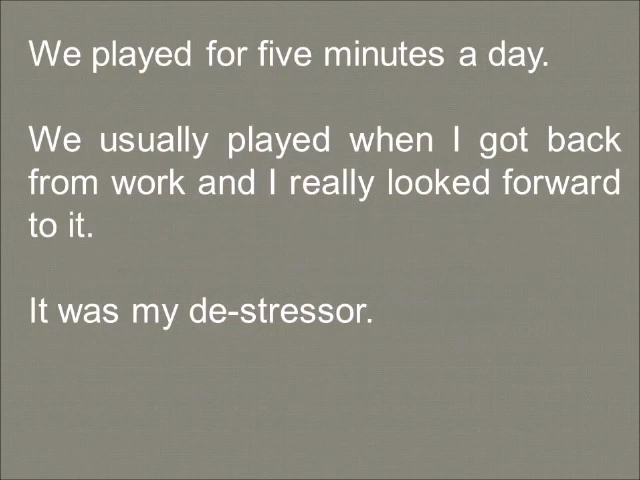 We played for five minutes a day.
We usually played when I got back
from work and I really looked forward
to it.
It was my de-stressor.